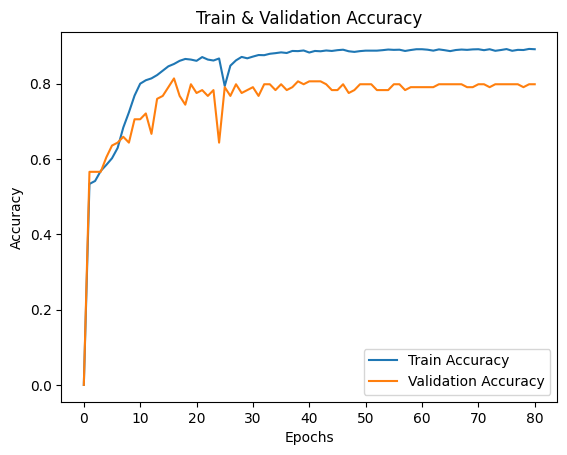 Train & Validation Accuracy
Accuracy
0.8
0.6
0.4
0.2
0.0
0 10 20 30 40 50 60 70 80
Epochs
Train Accuracy
Validation Accuracy